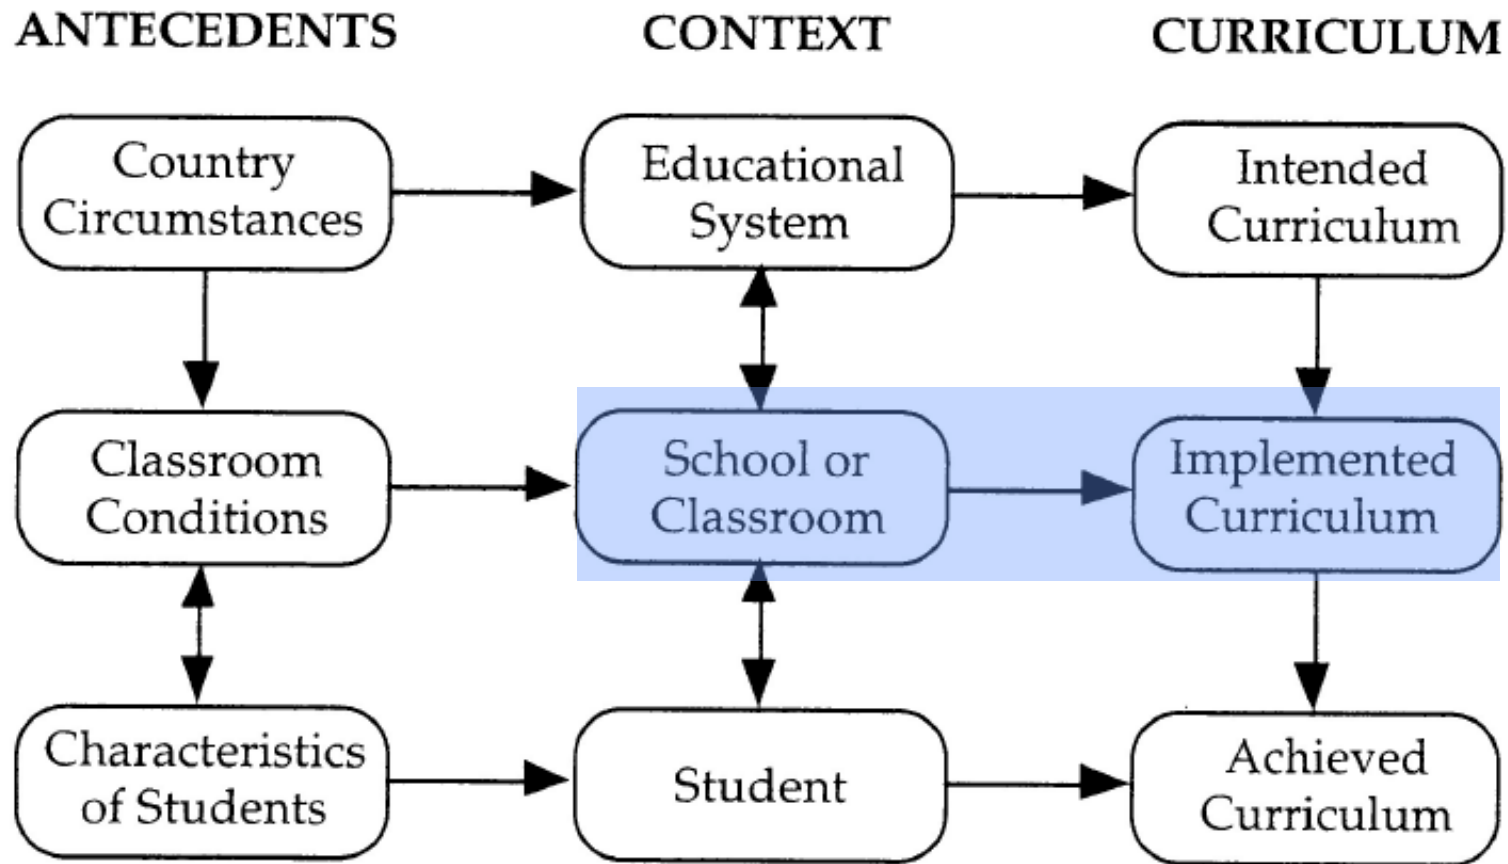 ANTECEDENTS
CONTEXT
CURRICULUM
Country
Circumstances
Educational
System
Intended
Curriculum
Classroom
Conditions
School or
Classroom
Implemented
Curriculum
Characteristics
of Students
Student
Achieved
Curriculum